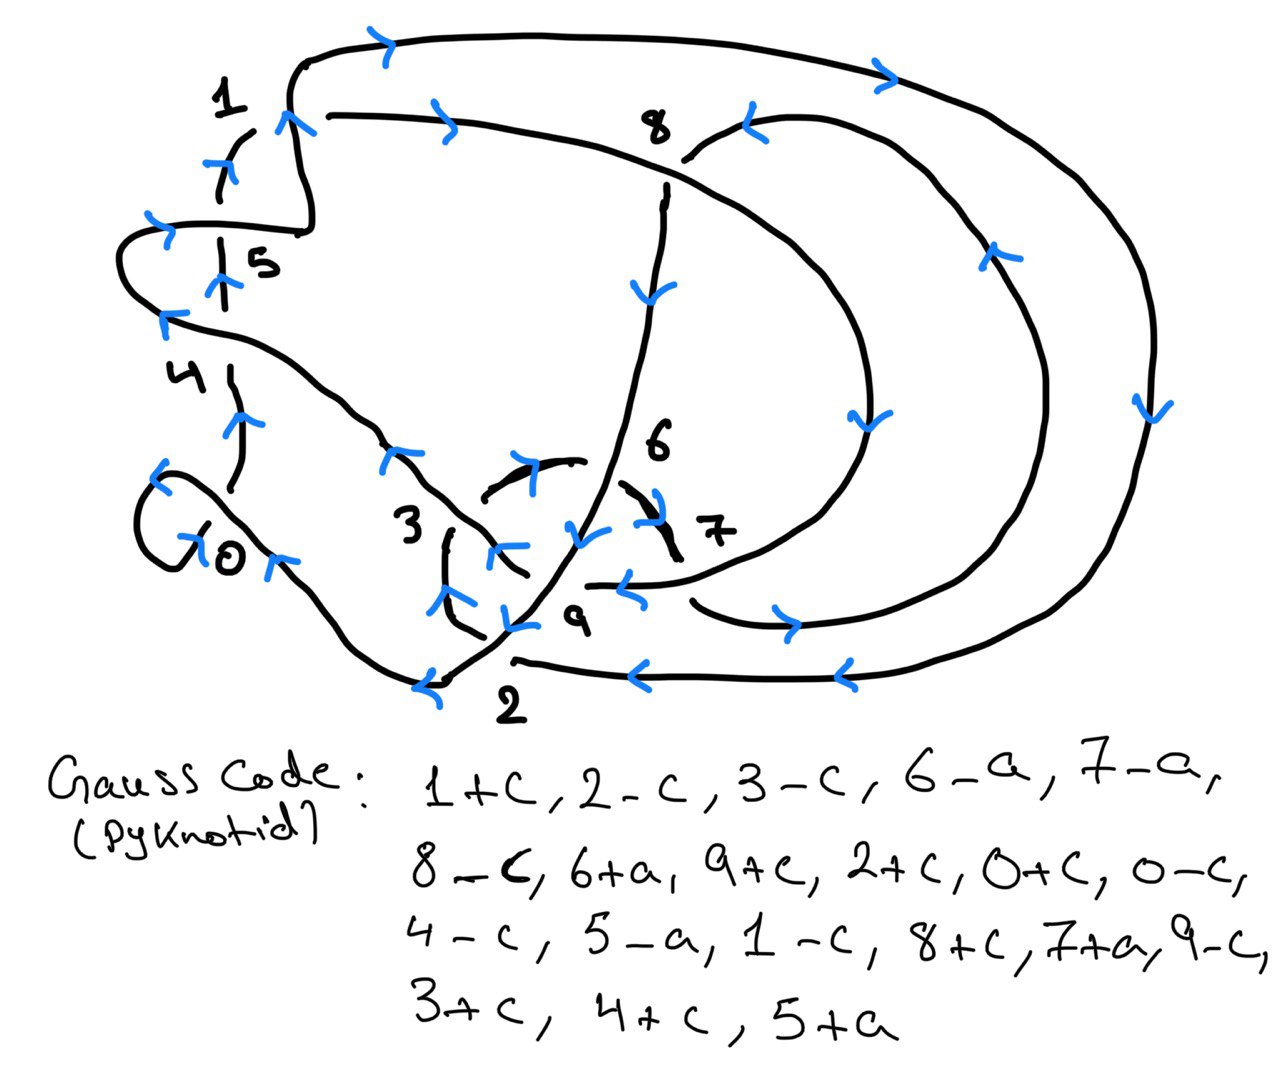 1
8
5
4
6
3
7
0
9
2
Gauss Code: 1+c, 2-c, 3-c, 6-a, 7-a,
(Pyknotid)
8-c, 6+a, 9+c, 2+c, 0+c, 0-c,
4-c, 5-a, 1-c, 8+c, 7+a, 9-c,
3+c, 4+c, 5+a